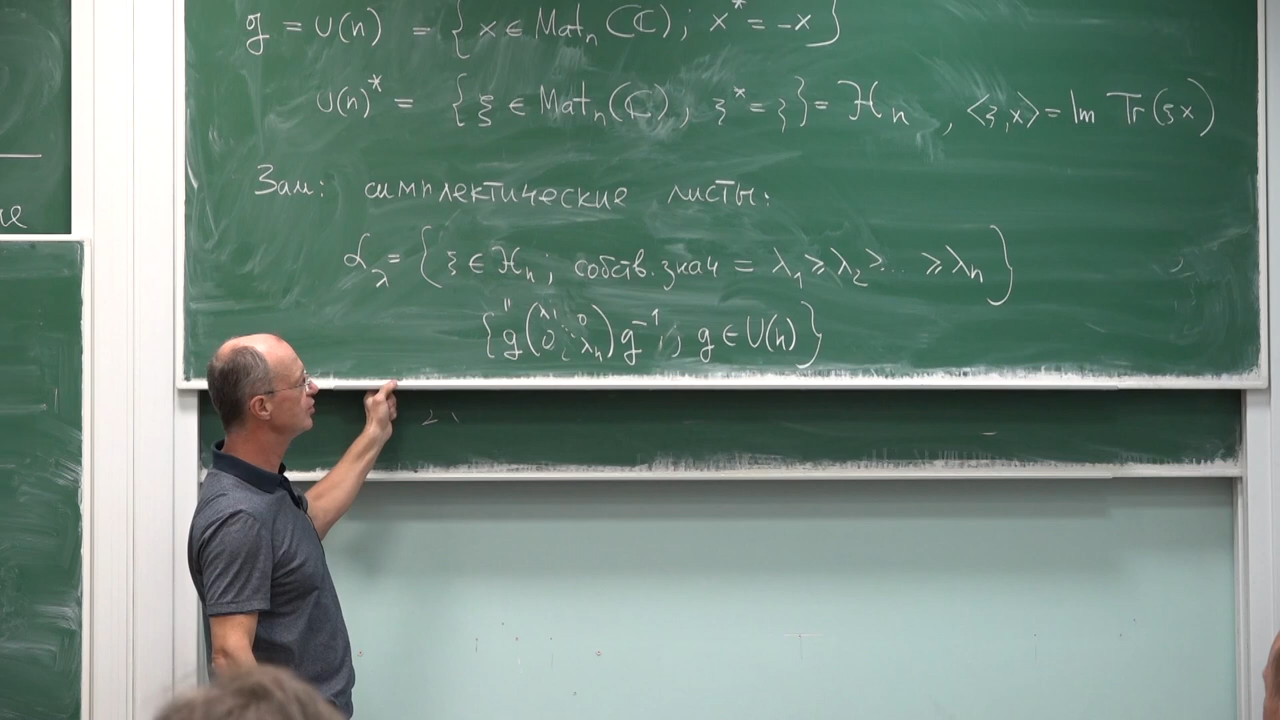 g = u(n) = { x ∈ Mat_n (ℂ); x* = -x }
u(n)* = { ξ ∈ Mat_n(ℂ), ξ* = ξ } = ℋ_n , ⟨ξ,x⟩ = Im Tr(ξx)
Зам: симплектические листы:
ℒ_λ = { ξ ∈ ℋ_n; собств. знач = λ_1 ≥ λ_2 ≥ ... ≥ λ_n }
"
{ g (λ_1 0 ⋱ 0 λ_n) g^{-1}; g ∈ U(n) }